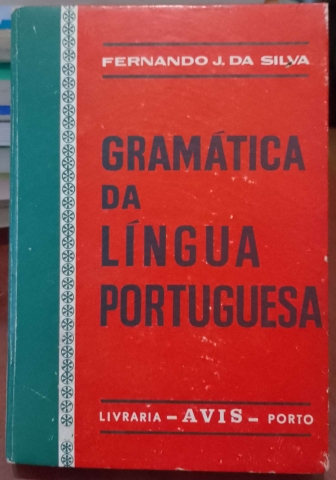 FERNANDO J. DA SILVA
GRAMÁTICA
DA
LÍNGUA
PORTUGUESA
LIVRARIA – AVIS – PORTO